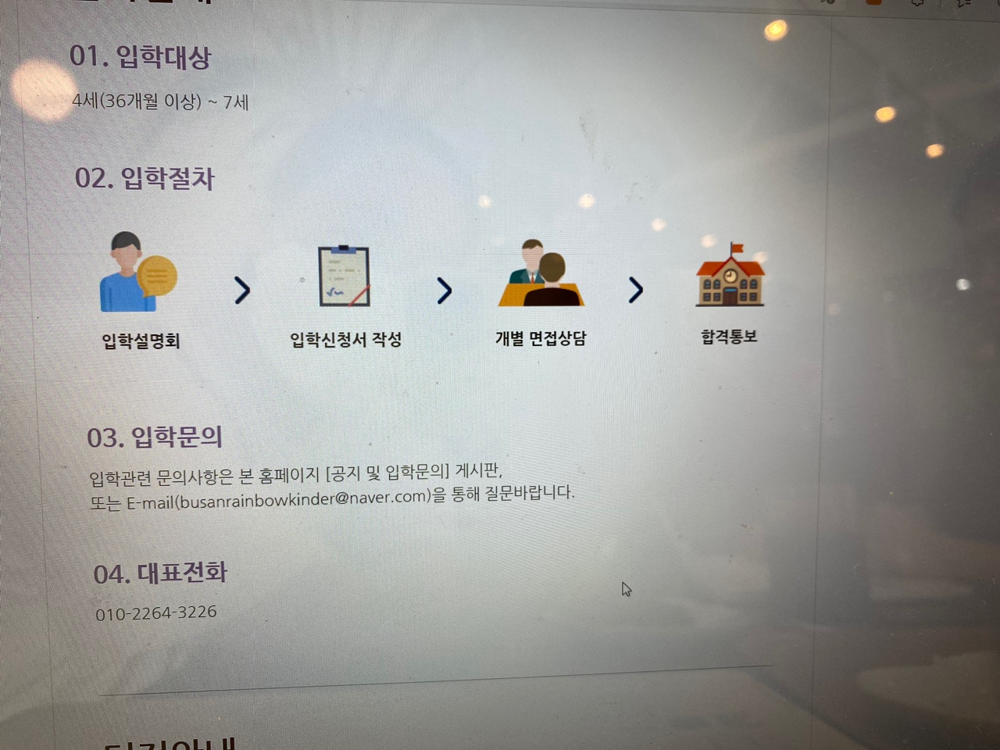 01. 입학대상
4세(36개월 이상) ~ 7세
02. 입학절차
입학설명회
입학신청서 작성
개별 면접상담
합격통보
03. 입학문의
입학관련 문의사항은 본 홈페이지 [공지 및 입학문의] 게시판,
또는 E-mail(busanrainbowkinder@naver.com)을 통해 질문바랍니다.
04. 대표전화
010-2264-3226